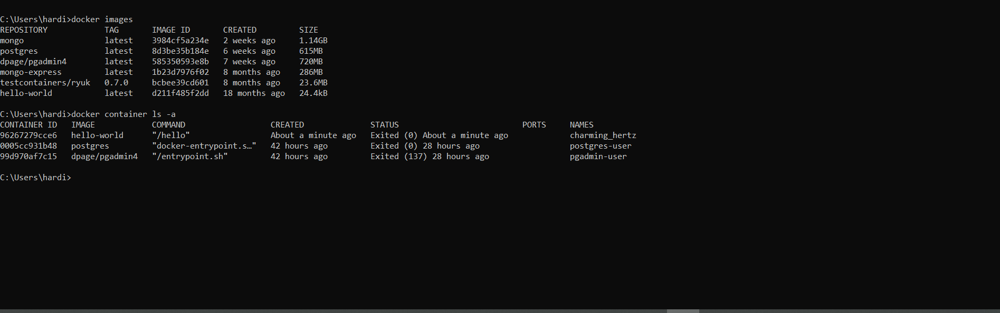 C:\Users\hardi>docker images
REPOSITORY            TAG       IMAGE ID       CREATED         SIZE
mongo                 latest    3984cf5a234e   2 weeks ago     1.14GB
postgres              latest    8d3be35b184e   6 weeks ago     615MB
dpage/pgadmin4        latest    585350593e8b   7 weeks ago     720MB
mongo-express         latest    1b23d7976f02   8 months ago    286MB
testcontainers/ryuk   0.7.0     bcbee39cd601   8 months ago    23.6MB
hello-world           latest    d211f485f2dd   18 months ago   24.4kB
C:\Users\hardi>docker container ls -a
CONTAINER ID   IMAGE            COMMAND                  CREATED              STATUS                          PORTS     NAMES
96267279cce6   hello-world      "/hello"                 About a minute ago   Exited (0) About a minute ago             charming_hertz
0005cc931b48   postgres         "docker-entrypoint.s…"   42 hours ago         Exited (0) 28 hours ago                   postgres-user
99d970af7c15   dpage/pgadmin4   "/entrypoint.sh"         42 hours ago         Exited (137) 28 hours ago                 pgadmin-user
C:\Users\hardi>